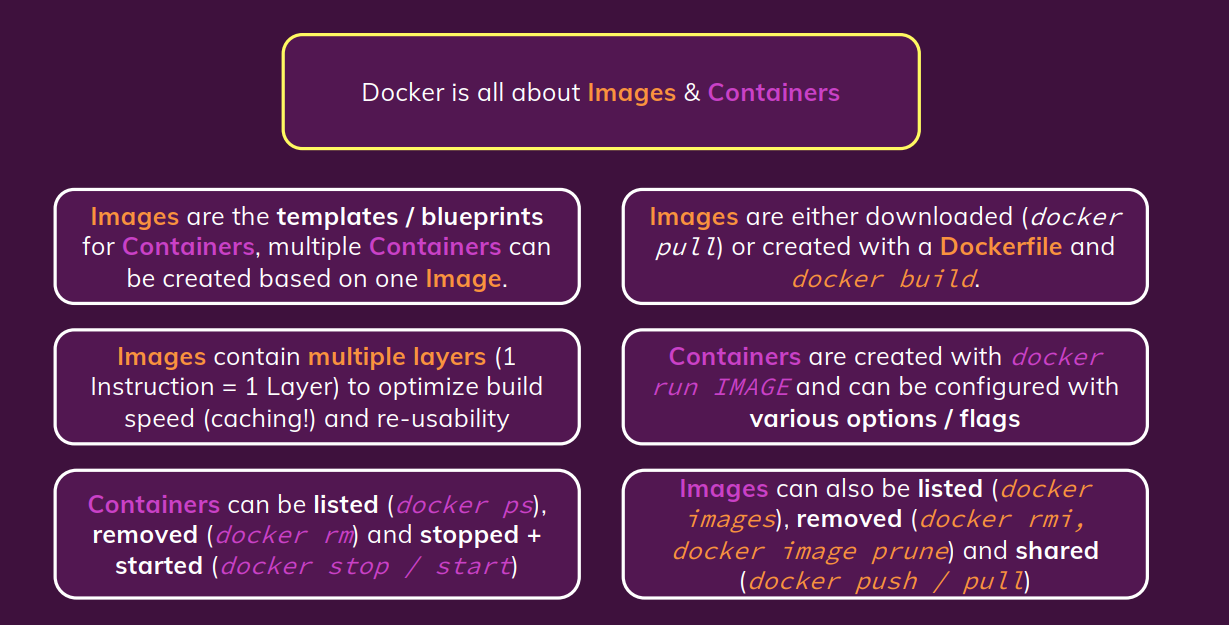 Docker is all about Images & Containers
Images are the templates / blueprints
for Containers, multiple Containers can
be created based on one Image.
Images are either downloaded (docker
pull) or created with a Dockerfile and
docker build.
Images contain multiple layers (1
Instruction = 1 Layer) to optimize build
speed (caching!) and re-usability
Containers are created with docker
run IMAGE and can be configured with
various options / flags
Containers can be listed (docker ps),
removed (docker rm) and stopped +
started (docker stop / start)
Images can also be listed (docker
images), removed (docker rmi,
docker image prune) and shared
(docker push / pull)